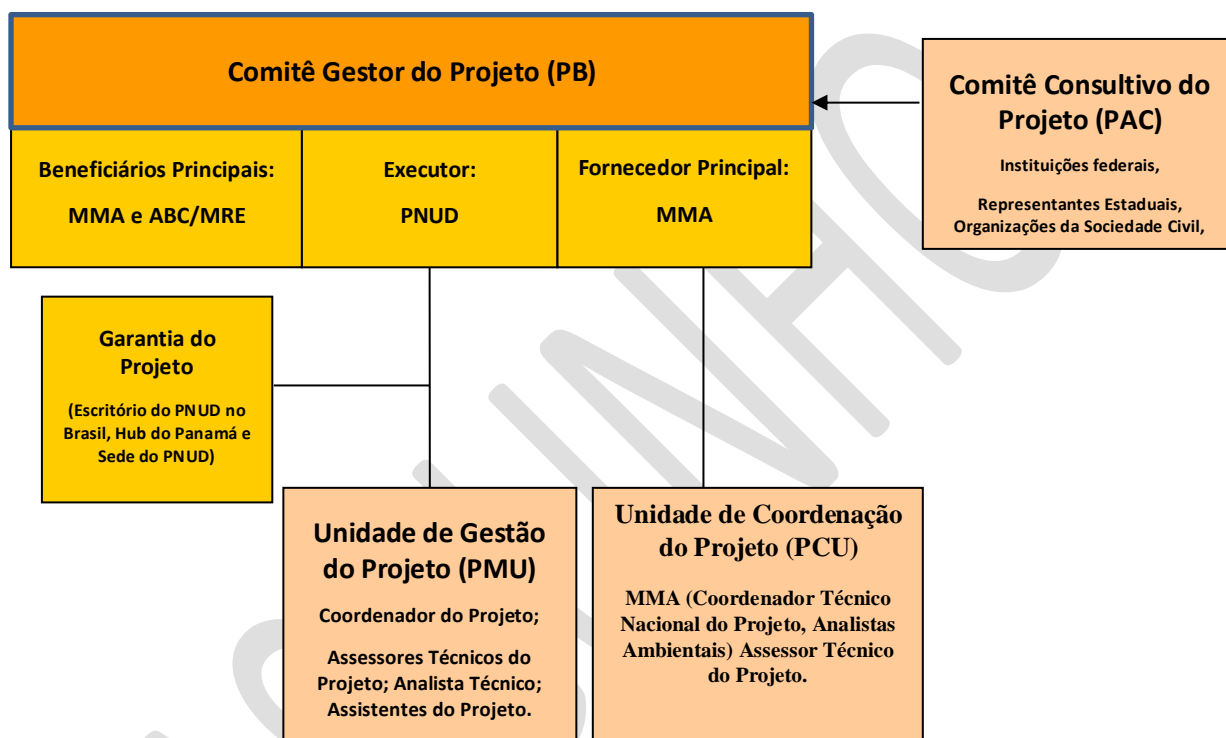 Comitê Gestor do Projeto (PB)
Beneficiários Principais:
MMA e ABC/MRE
Executor:
PNUD
Fornecedor Principal:
MMA
Comitê Consultivo do
Projeto (PAC)
Instituições federais,
Representantes Estaduais,
Organizações da Sociedade Civil,
Garantia do
Projeto
(Escritório do PNUD no
Brasil, Hub do Panamá e
Sede do PNUD)
Unidade de Gestão
do Projeto (PMU)
Coordenador do Projeto;
Assessores Técnicos do
Projeto; Analista Técnico;
Assistentes do Projeto.
Unidade de Coordenação
do Projeto (PCU)
MMA (Coordenador Técnico
Nacional do Projeto, Analistas
Ambientais) Assessor Técnico
do Projeto.